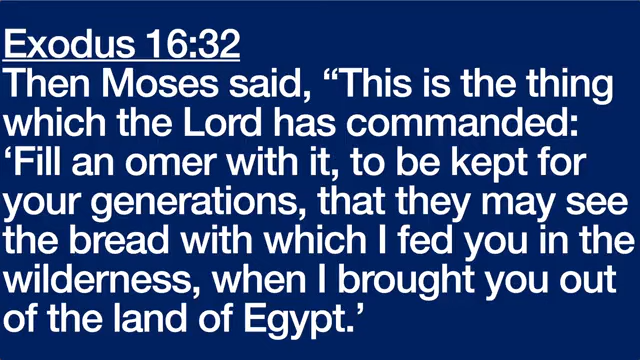 Exodus 16:32
Then Moses said, “This is the thing
which the Lord has commanded:
‘Fill an omer with it, to be kept for
your generations, that they may see
the bread with which I fed you in the
wilderness, when I brought you out
of the land of Egypt.’